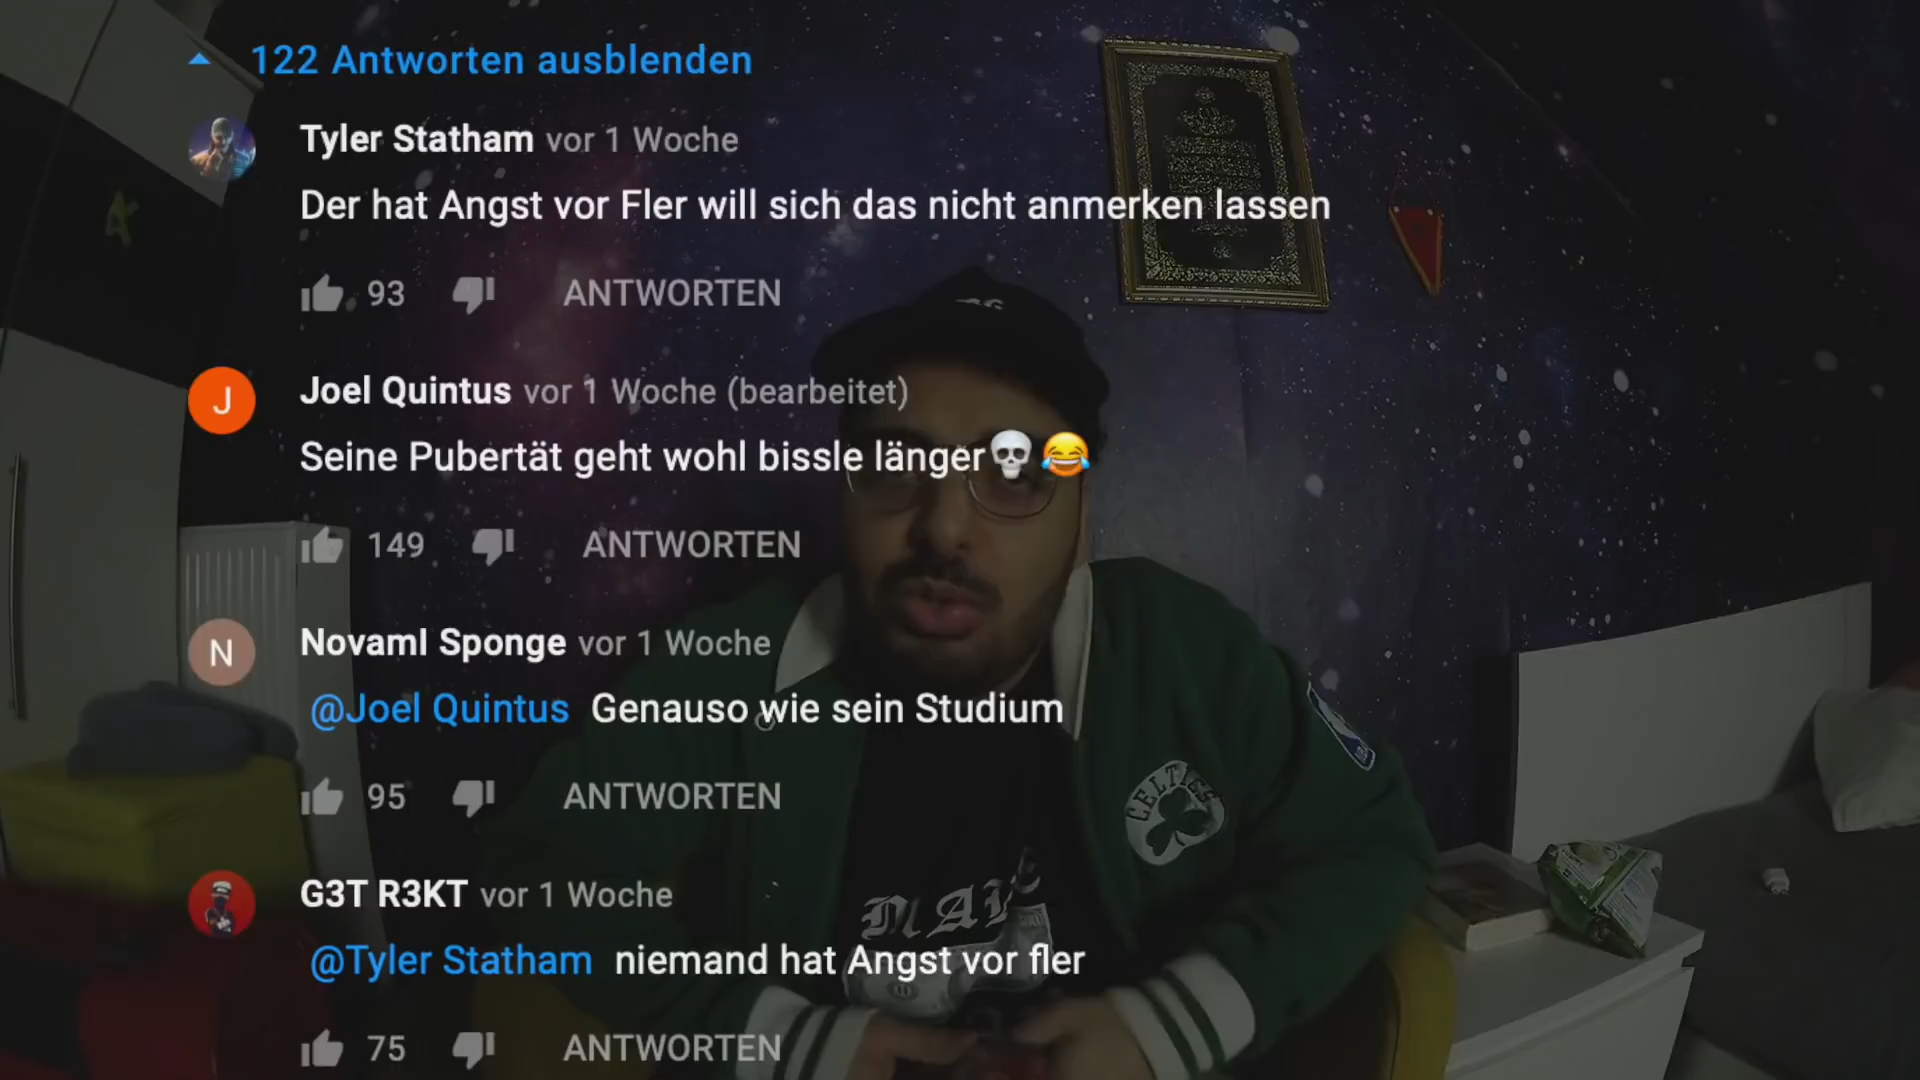 122 Antworten ausblenden
Tyler Statham vor 1 Woche
Der hat Angst vor Fler will sich das nicht anmerken lassen
93 ANTWORTEN
J
Joel Quintus vor 1 Woche (bearbeitet)
Seine Pubertät geht wohl bissle länger💀😂
149 ANTWORTEN
N
Novaml Sponge vor 1 Woche
@Joel Quintus Genauso wie sein Studium
95 ANTWORTEN
CELTICS
G3T R3KT vor 1 Woche
@Tyler Statham niemand hat Angst vor fler
75 ANTWORTEN